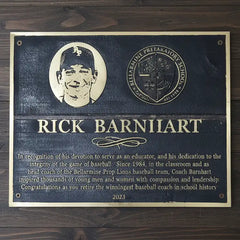 BELLARMINE PREPARATORY SCHOOL
RICK BARNHART
In recognition of his devotion to serve as an educator, and his dedication to the
integrity of the game of baseball. Since 1984, in the classroom and as
head coach of the Bellarmine Prep Lions baseball team, Coach Barnhart
inspired thousands of young men and women with compassion and leadership.
Congratulations as you retire the winningest baseball coach in school history
2023